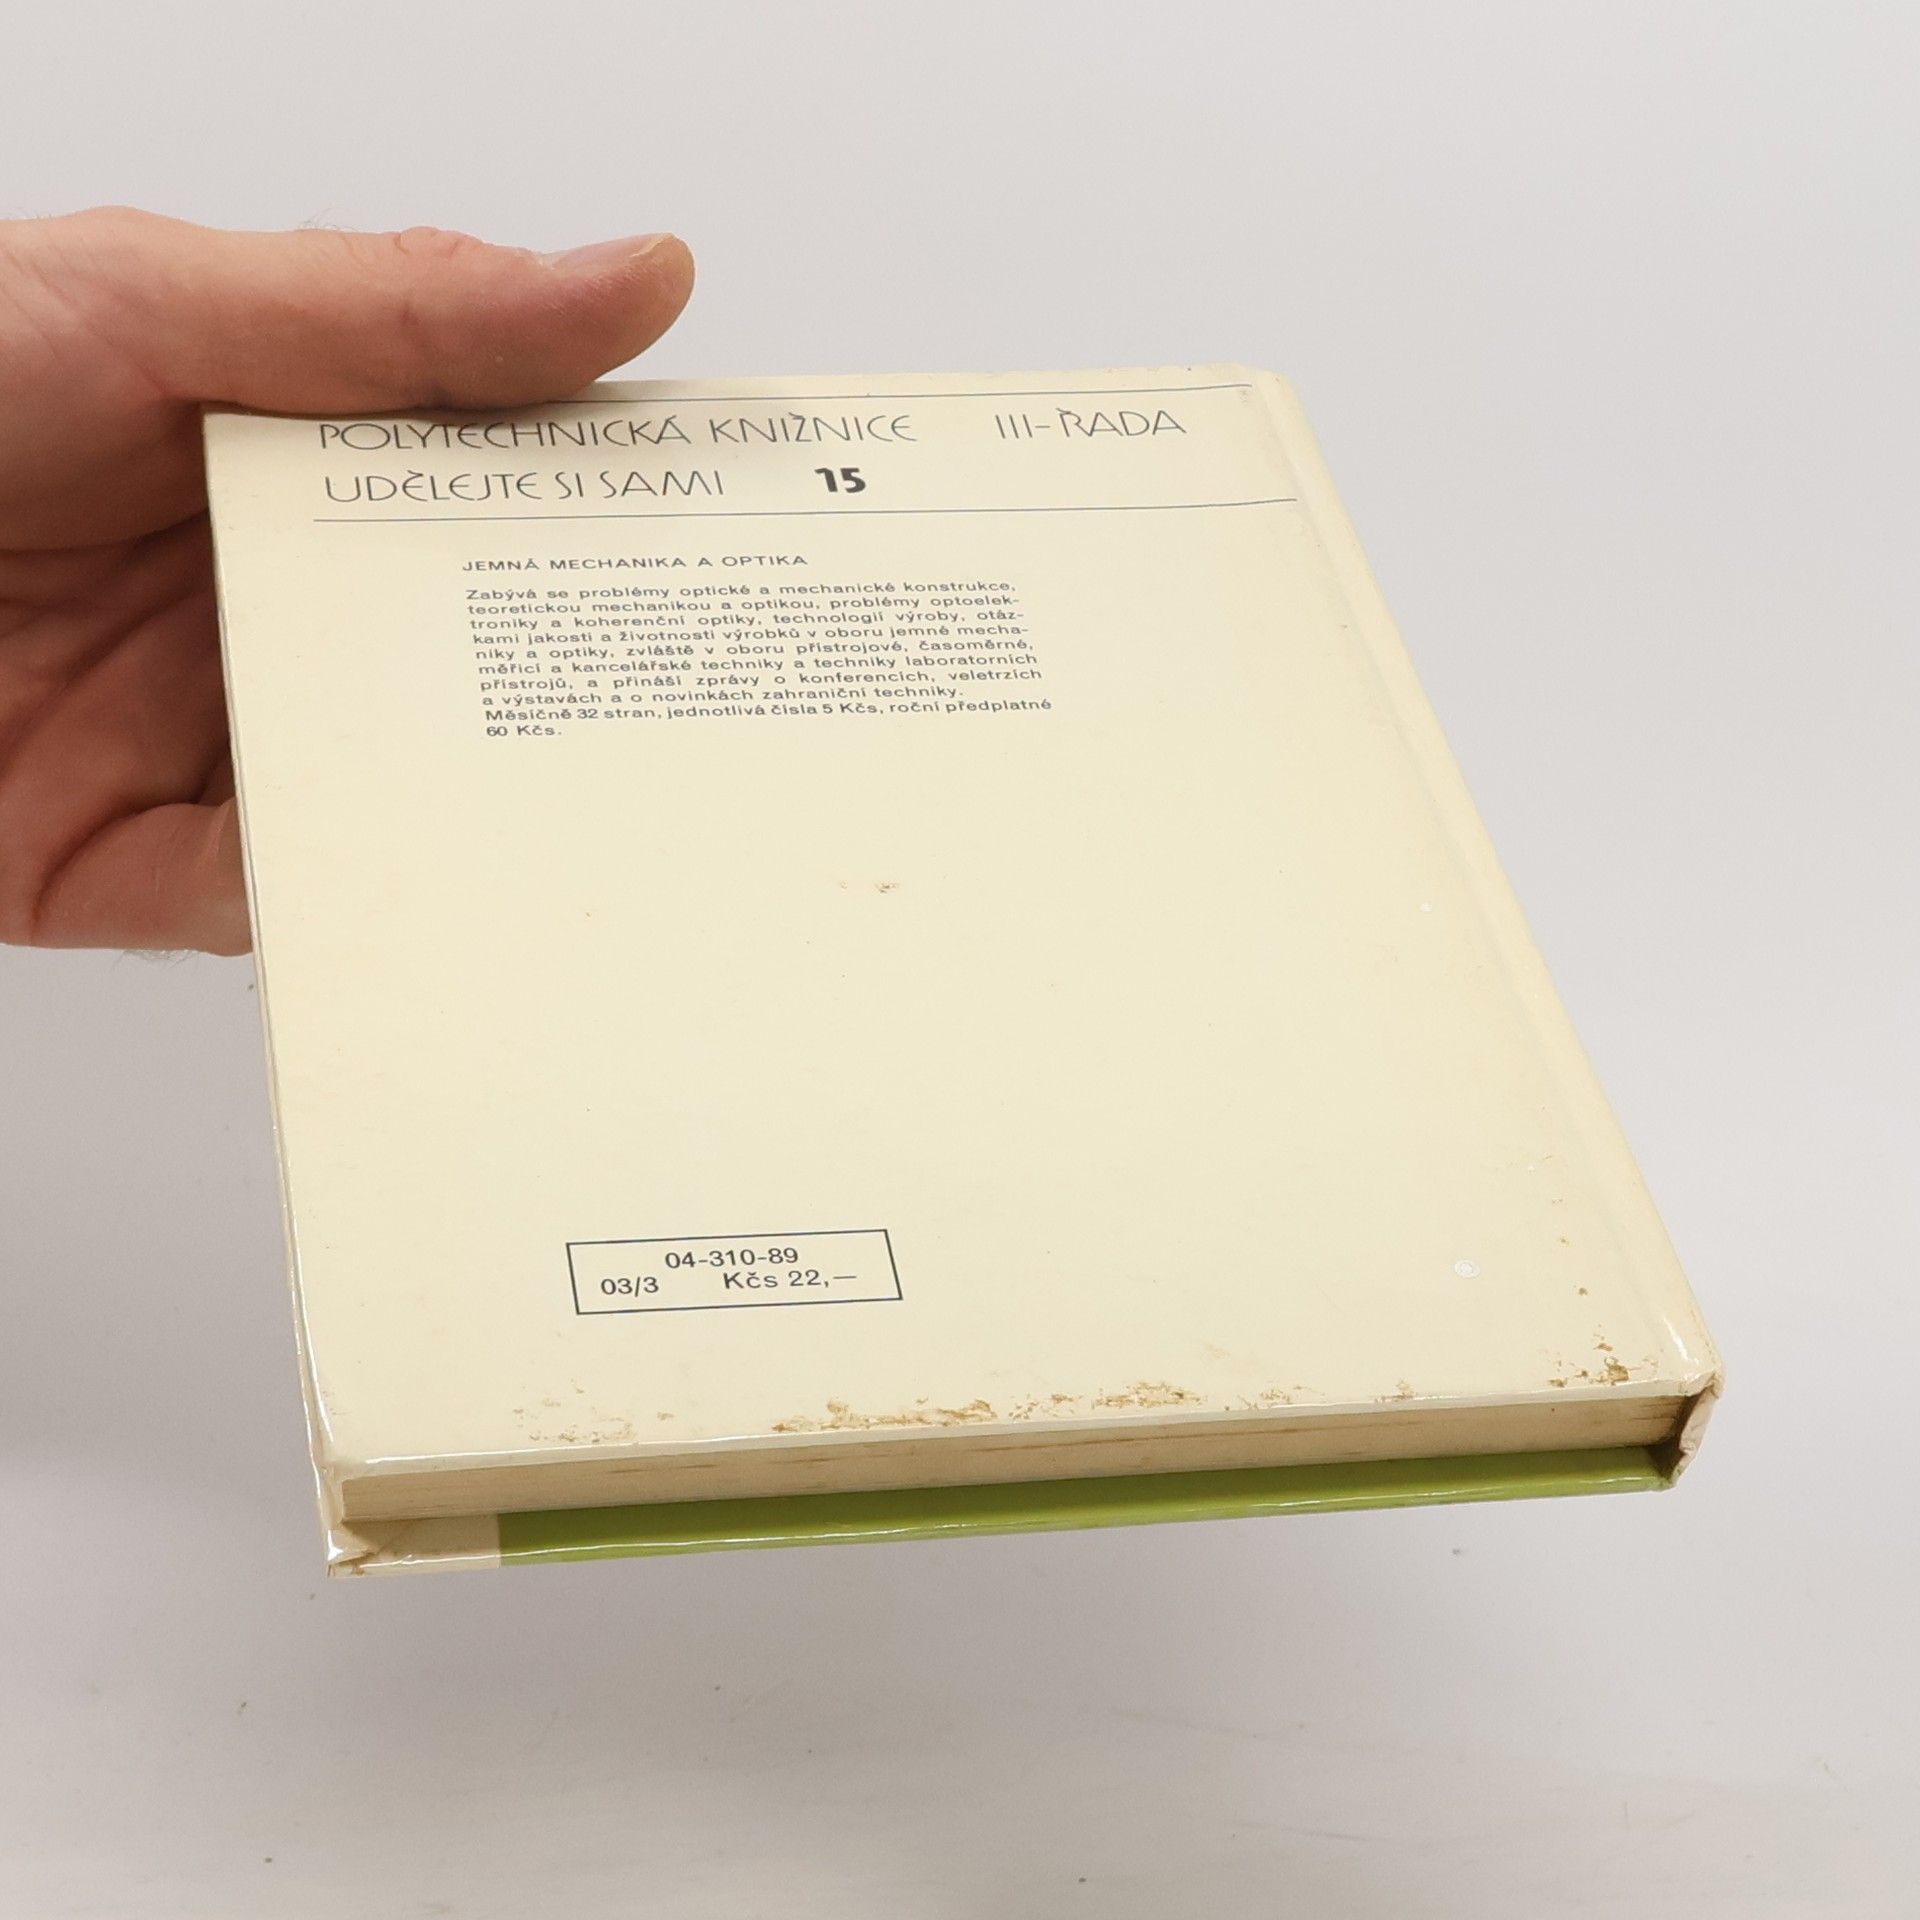 POLYTECHNICKÁ KNIŽNICE III-ŘADA
UDĚLEJTE SI SAMI 15
JEMNÁ MECHANIKA A OPTIKA
Zabývá se problémy optické a mechanické konstrukce,
teoretickou mechanikou a optikou, problémy optoelek-
troniky a koherenční optiky, technologií výroby, otáz-
kami jakosti a životnosti výrobků v oboru jemné mecha-
niky a optiky, zvláště v oboru přístrojové, časoměrné,
měřicí a kancelářské techniky a techniky laboratorních
přístrojů, a přináší zprávy o konferencích, veletrzích
a výstavách a o novinkách zahraniční techniky.
Měsíčně 32 stran, jednotlivá čísla 5 Kčs, roční předplatné
60 Kčs.
04-310-89
03/3 Kčs 22,—